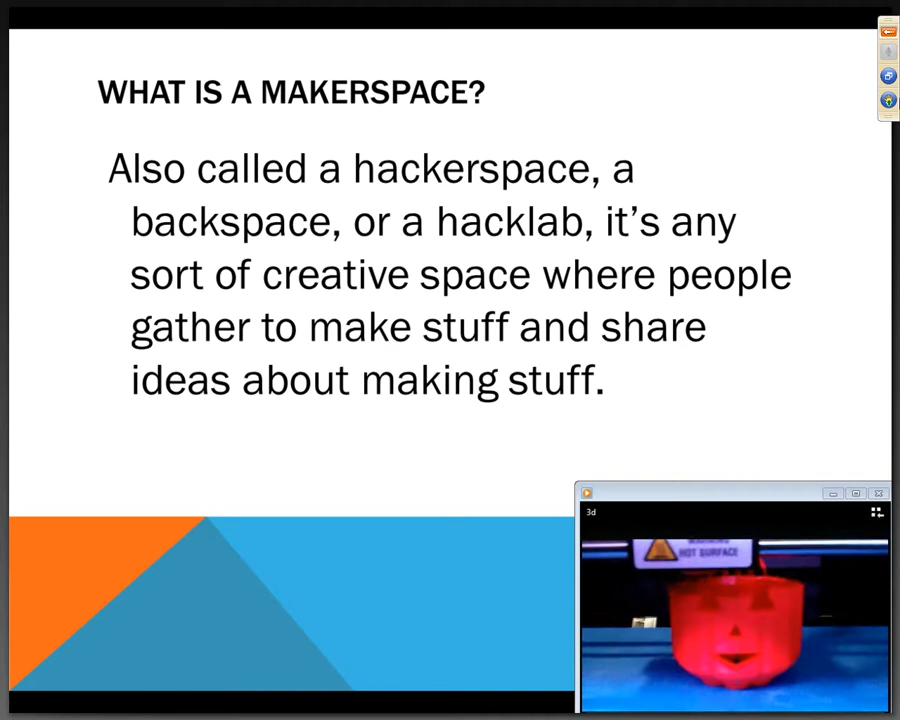 WHAT IS A MAKERSPACE?
Also called a hackerspace, a
backspace, or a hacklab, it’s any
sort of creative space where people
gather to make stuff and share
ideas about making stuff.
3d
HOT SURFACE